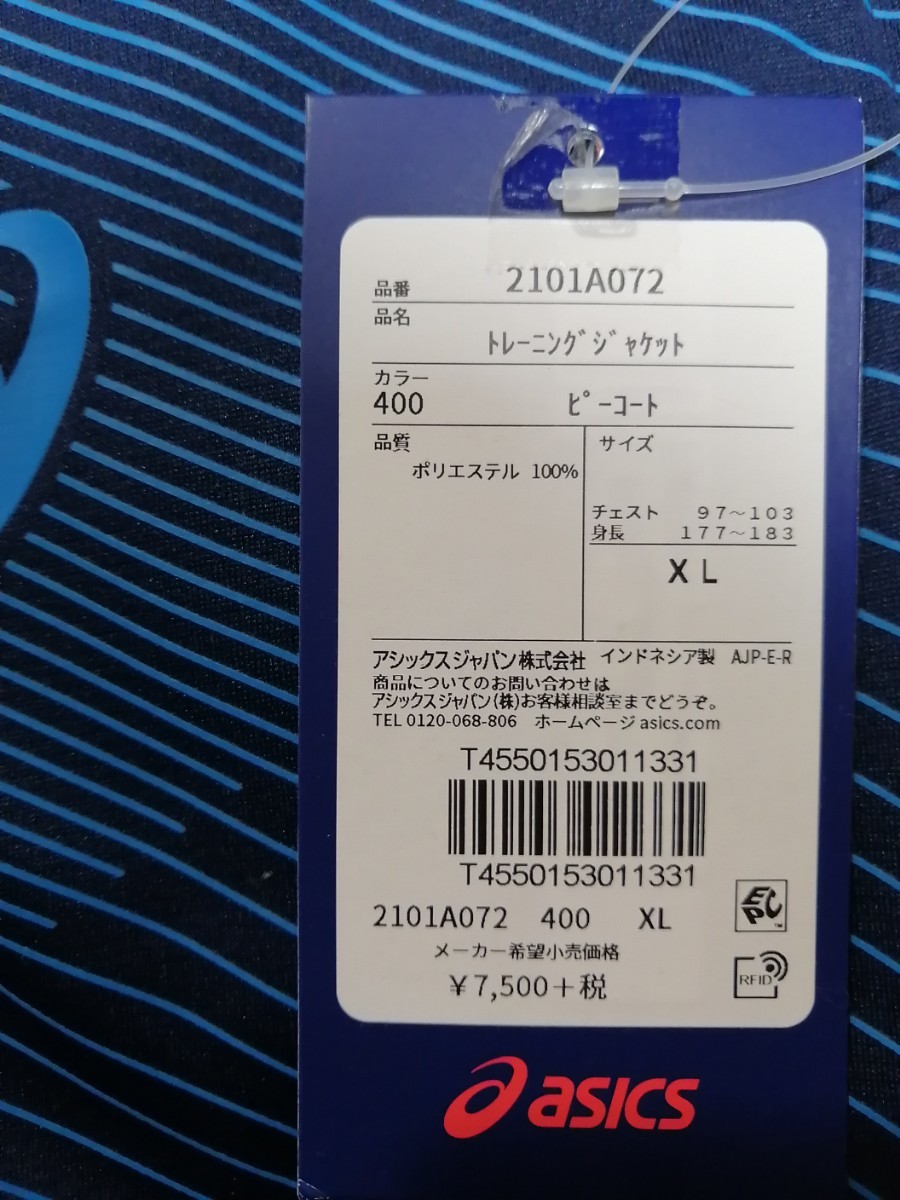 品番 2101A072
品名
ﾄﾚｰﾆﾝｸﾞｼﾞｬｹｯﾄ
カラー
400 ﾋﾟｰｺｰﾄ
品質
ポリエステル 100%
サイズ
チェスト 97～103
身長 177～183
XL
アシックスジャパン株式会社 インドネシア製 AJP-E-R
商品についてのお問い合わせは
アシックスジャパン(株)お客様相談室までどうぞ。
TEL 0120-068-806 ホームページ asics.com
T4550153011331
T4550153011331
2101A072 400 XL
メーカー希望小売価格
￥7,500＋税
EPC™
RFID
asics